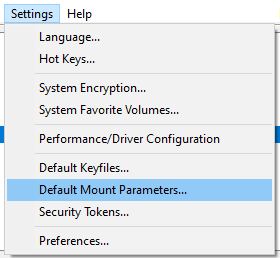 Settings Help
Language...
Hot Keys...
System Encryption...
System Favorite Volumes...
Performance/Driver Configuration
Default Keyfiles...
Default Mount Parameters...
Security Tokens...
Preferences...